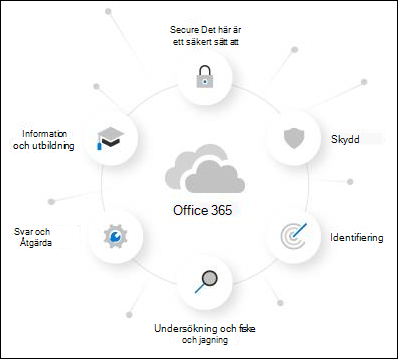 Secure Det här är
ett säkert sätt att
Skydd
Identifiering
Undersökning och fiske
och jagning
Svar och
Åtgärda
Information
och utbildning
Office 365